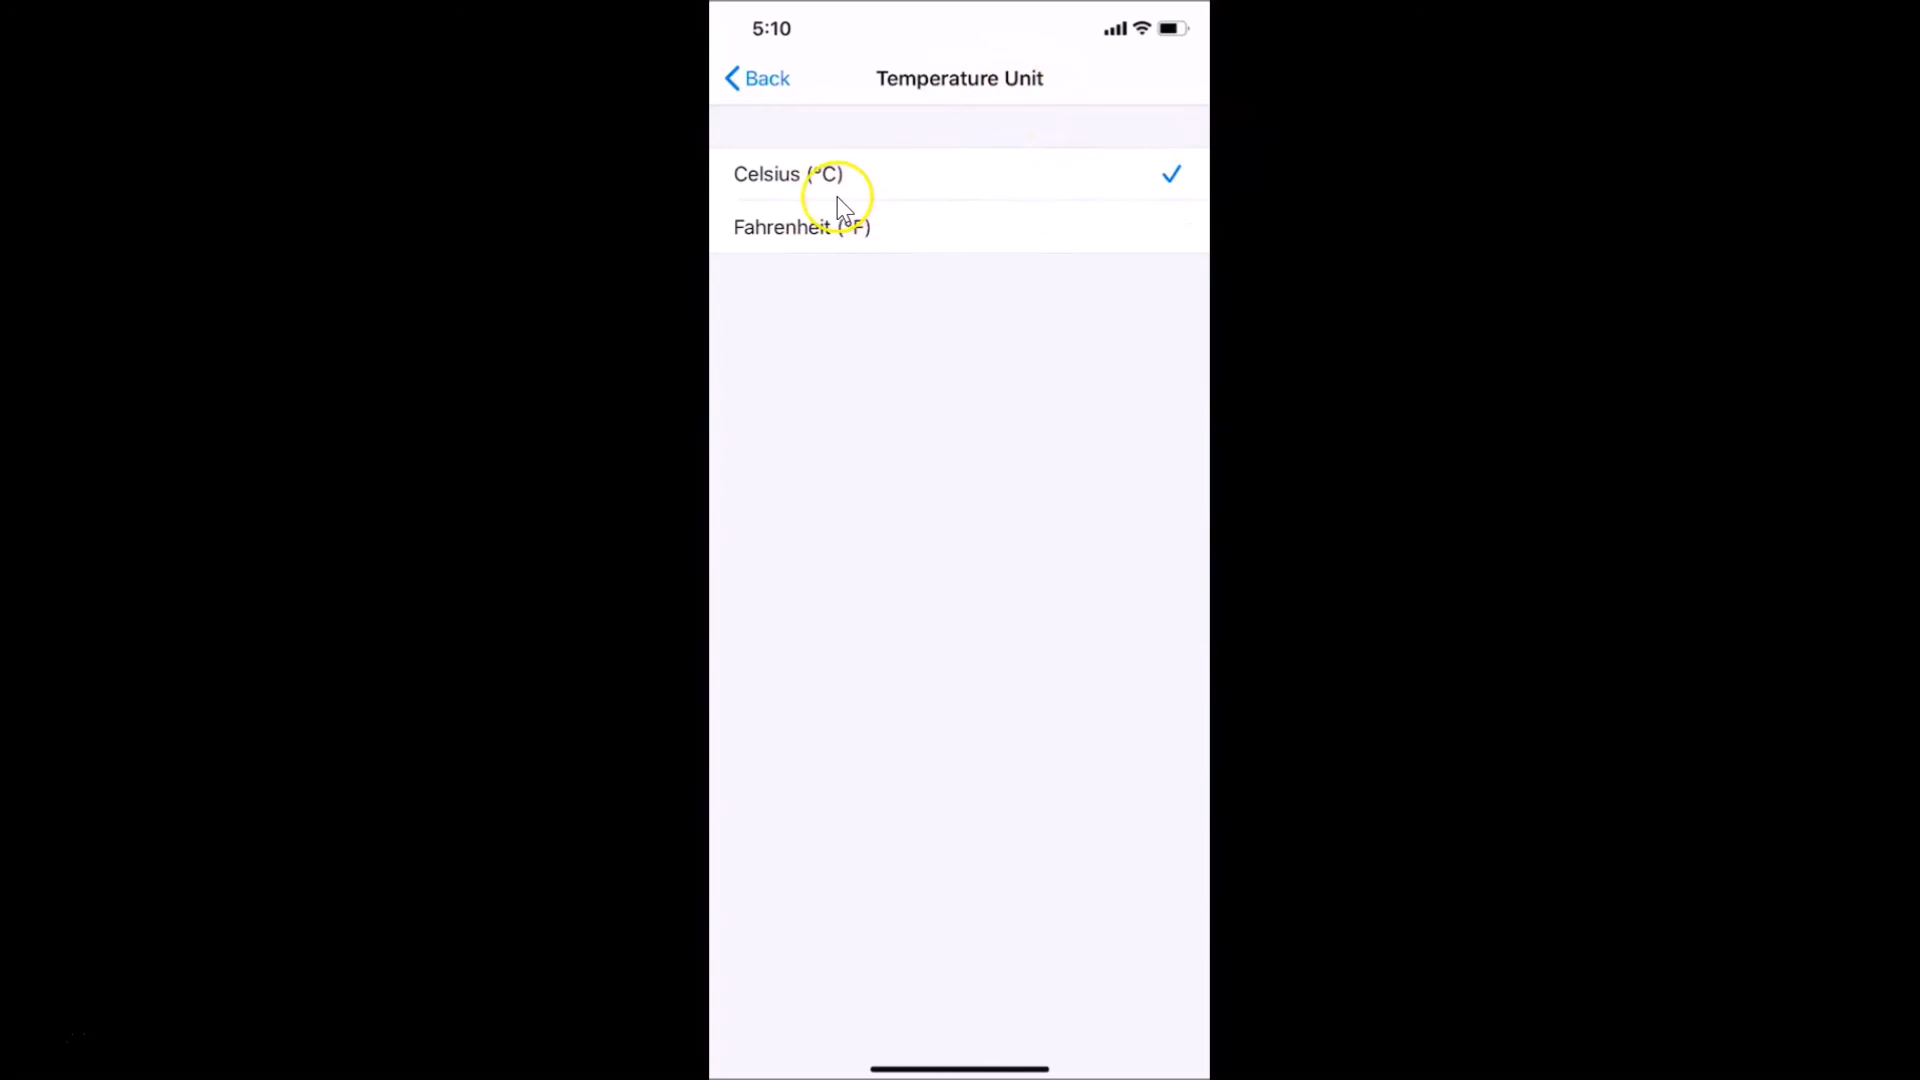 5:10
Back
Temperature Unit
Celsius (°C)
Fahrenheit (°F)